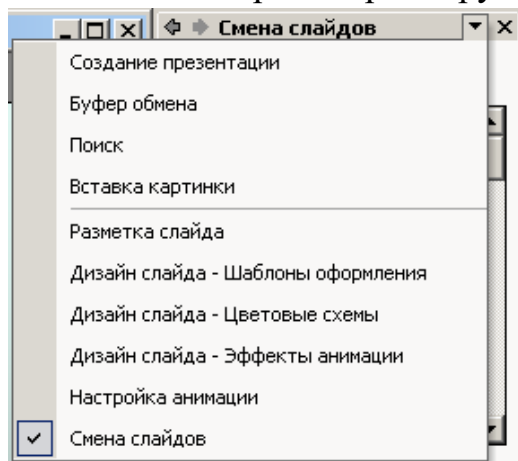 Смена слайдов
Создание презентации
Буфер обмена
Поиск
Вставка картинки
Разметка слайда
Дизайн слайда - Шаблоны оформления
Дизайн слайда - Цветовые схемы
Дизайн слайда - Эффекты анимации
Настройка анимации
Смена слайдов